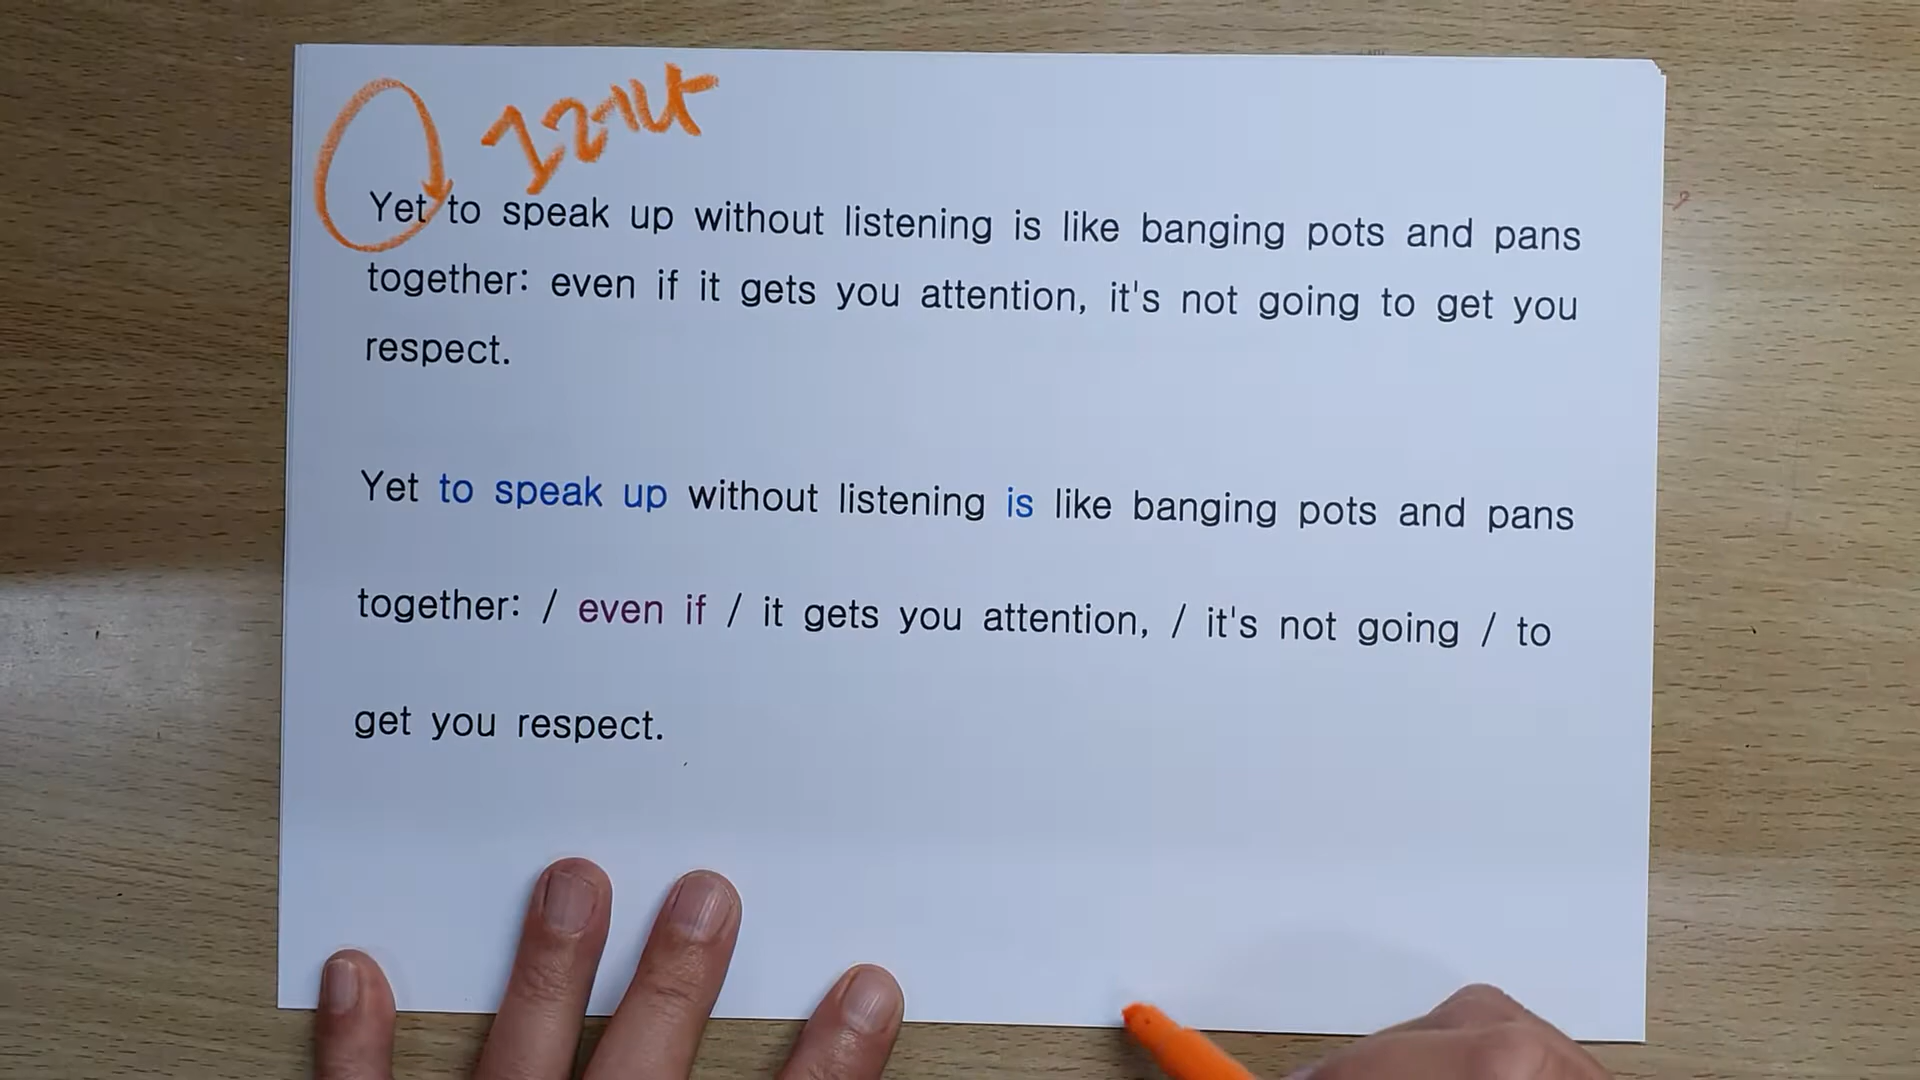 그러나
Yet to speak up without listening is like banging pots and pans
together: even if it gets you attention, it's not going to get you
respect.
Yet to speak up without listening is like banging pots and pans
together: / even if / it gets you attention, / it's not going / to
get you respect.